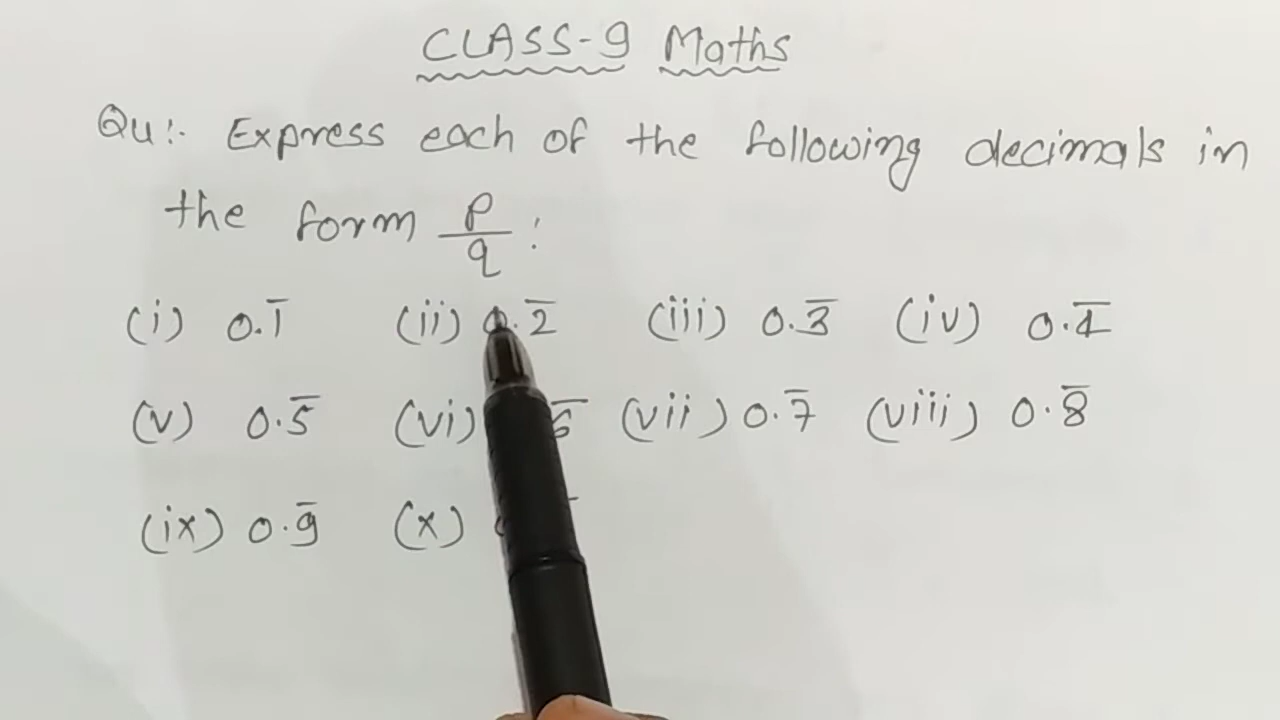 CLASS-9 Maths
Qu:- Express each of the following decimals in
the form p/q :
(i) 0.1̅ (ii) 0.2̅ (iii) 0.3̅ (iv) 0.4̅
(v) 0.5̅ (vi) 6̅ (vii) 0.7̅ (viii) 0.8̅
(ix) 0.9̅ (x)